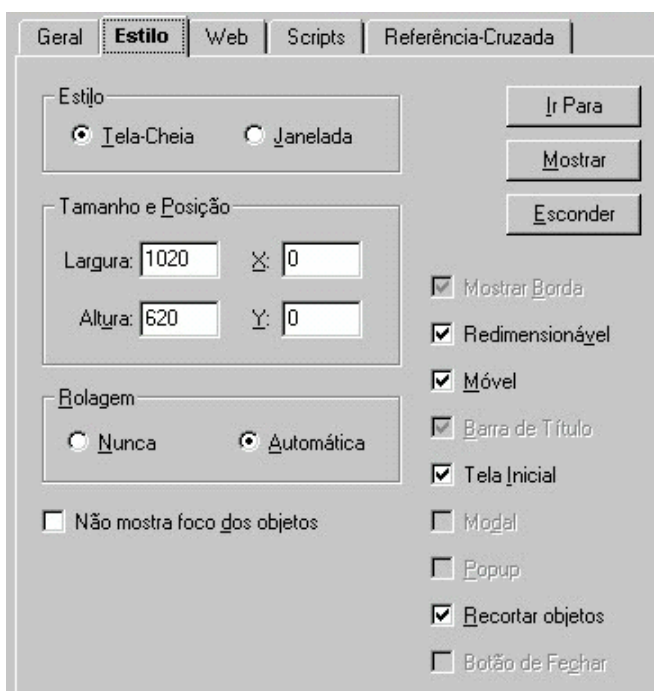 Geral Estilo Web Scripts Referência-Cruzada
Estilo
Tela-Cheia Janelada
Tamanho e Posição
Largura: 1020 X: 0
Altura: 620 Y: 0
Rolagem
Nunca Automática
Não mostra foco dos objetos
Ir Para
Mostrar
Esconder
Mostrar Borda
Redimensionável
Móvel
Barra de Título
Tela Inicial
Modal
Popup
Recortar objetos
Botão de Fechar